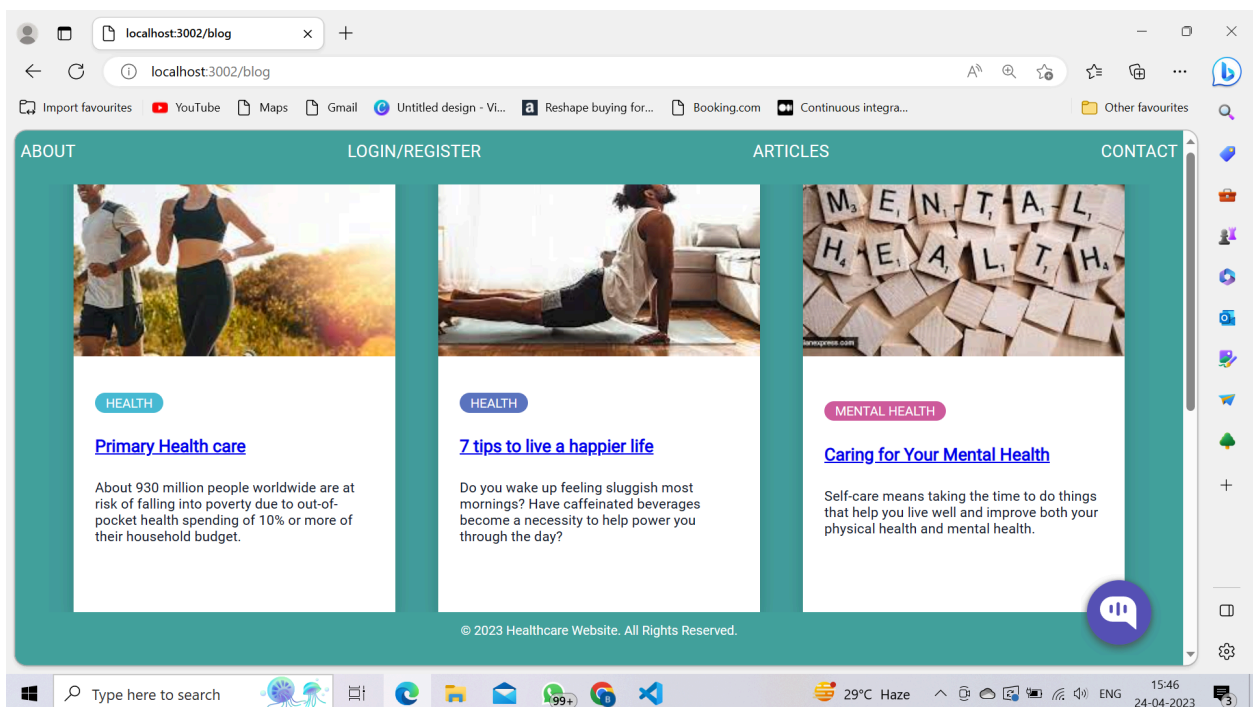 localhost:3002/blog
localhost:3002/blog
Import favourites YouTube Maps Gmail Untitled design - Vi... Reshape buying for... Booking.com Continuous integra... Other favourites
ABOUT LOGIN/REGISTER ARTICLES CONTACT
MENTAL
HEALTH
HEALTH
Primary Health care
About 930 million people worldwide are at
risk of falling into poverty due to out-of-
pocket health spending of 10% or more of
their household budget.
HEALTH
7 tips to live a happier life
Do you wake up feeling sluggish most
mornings? Have caffeinated beverages
become a necessity to help power you
through the day?
MENTAL HEALTH
Caring for Your Mental Health
Self-care means taking the time to do things
that help you live well and improve both your
physical health and mental health.
© 2023 Healthcare Website. All Rights Reserved.
Type here to search 99+ 29°C Haze ENG 15:46
24-04-2023 3